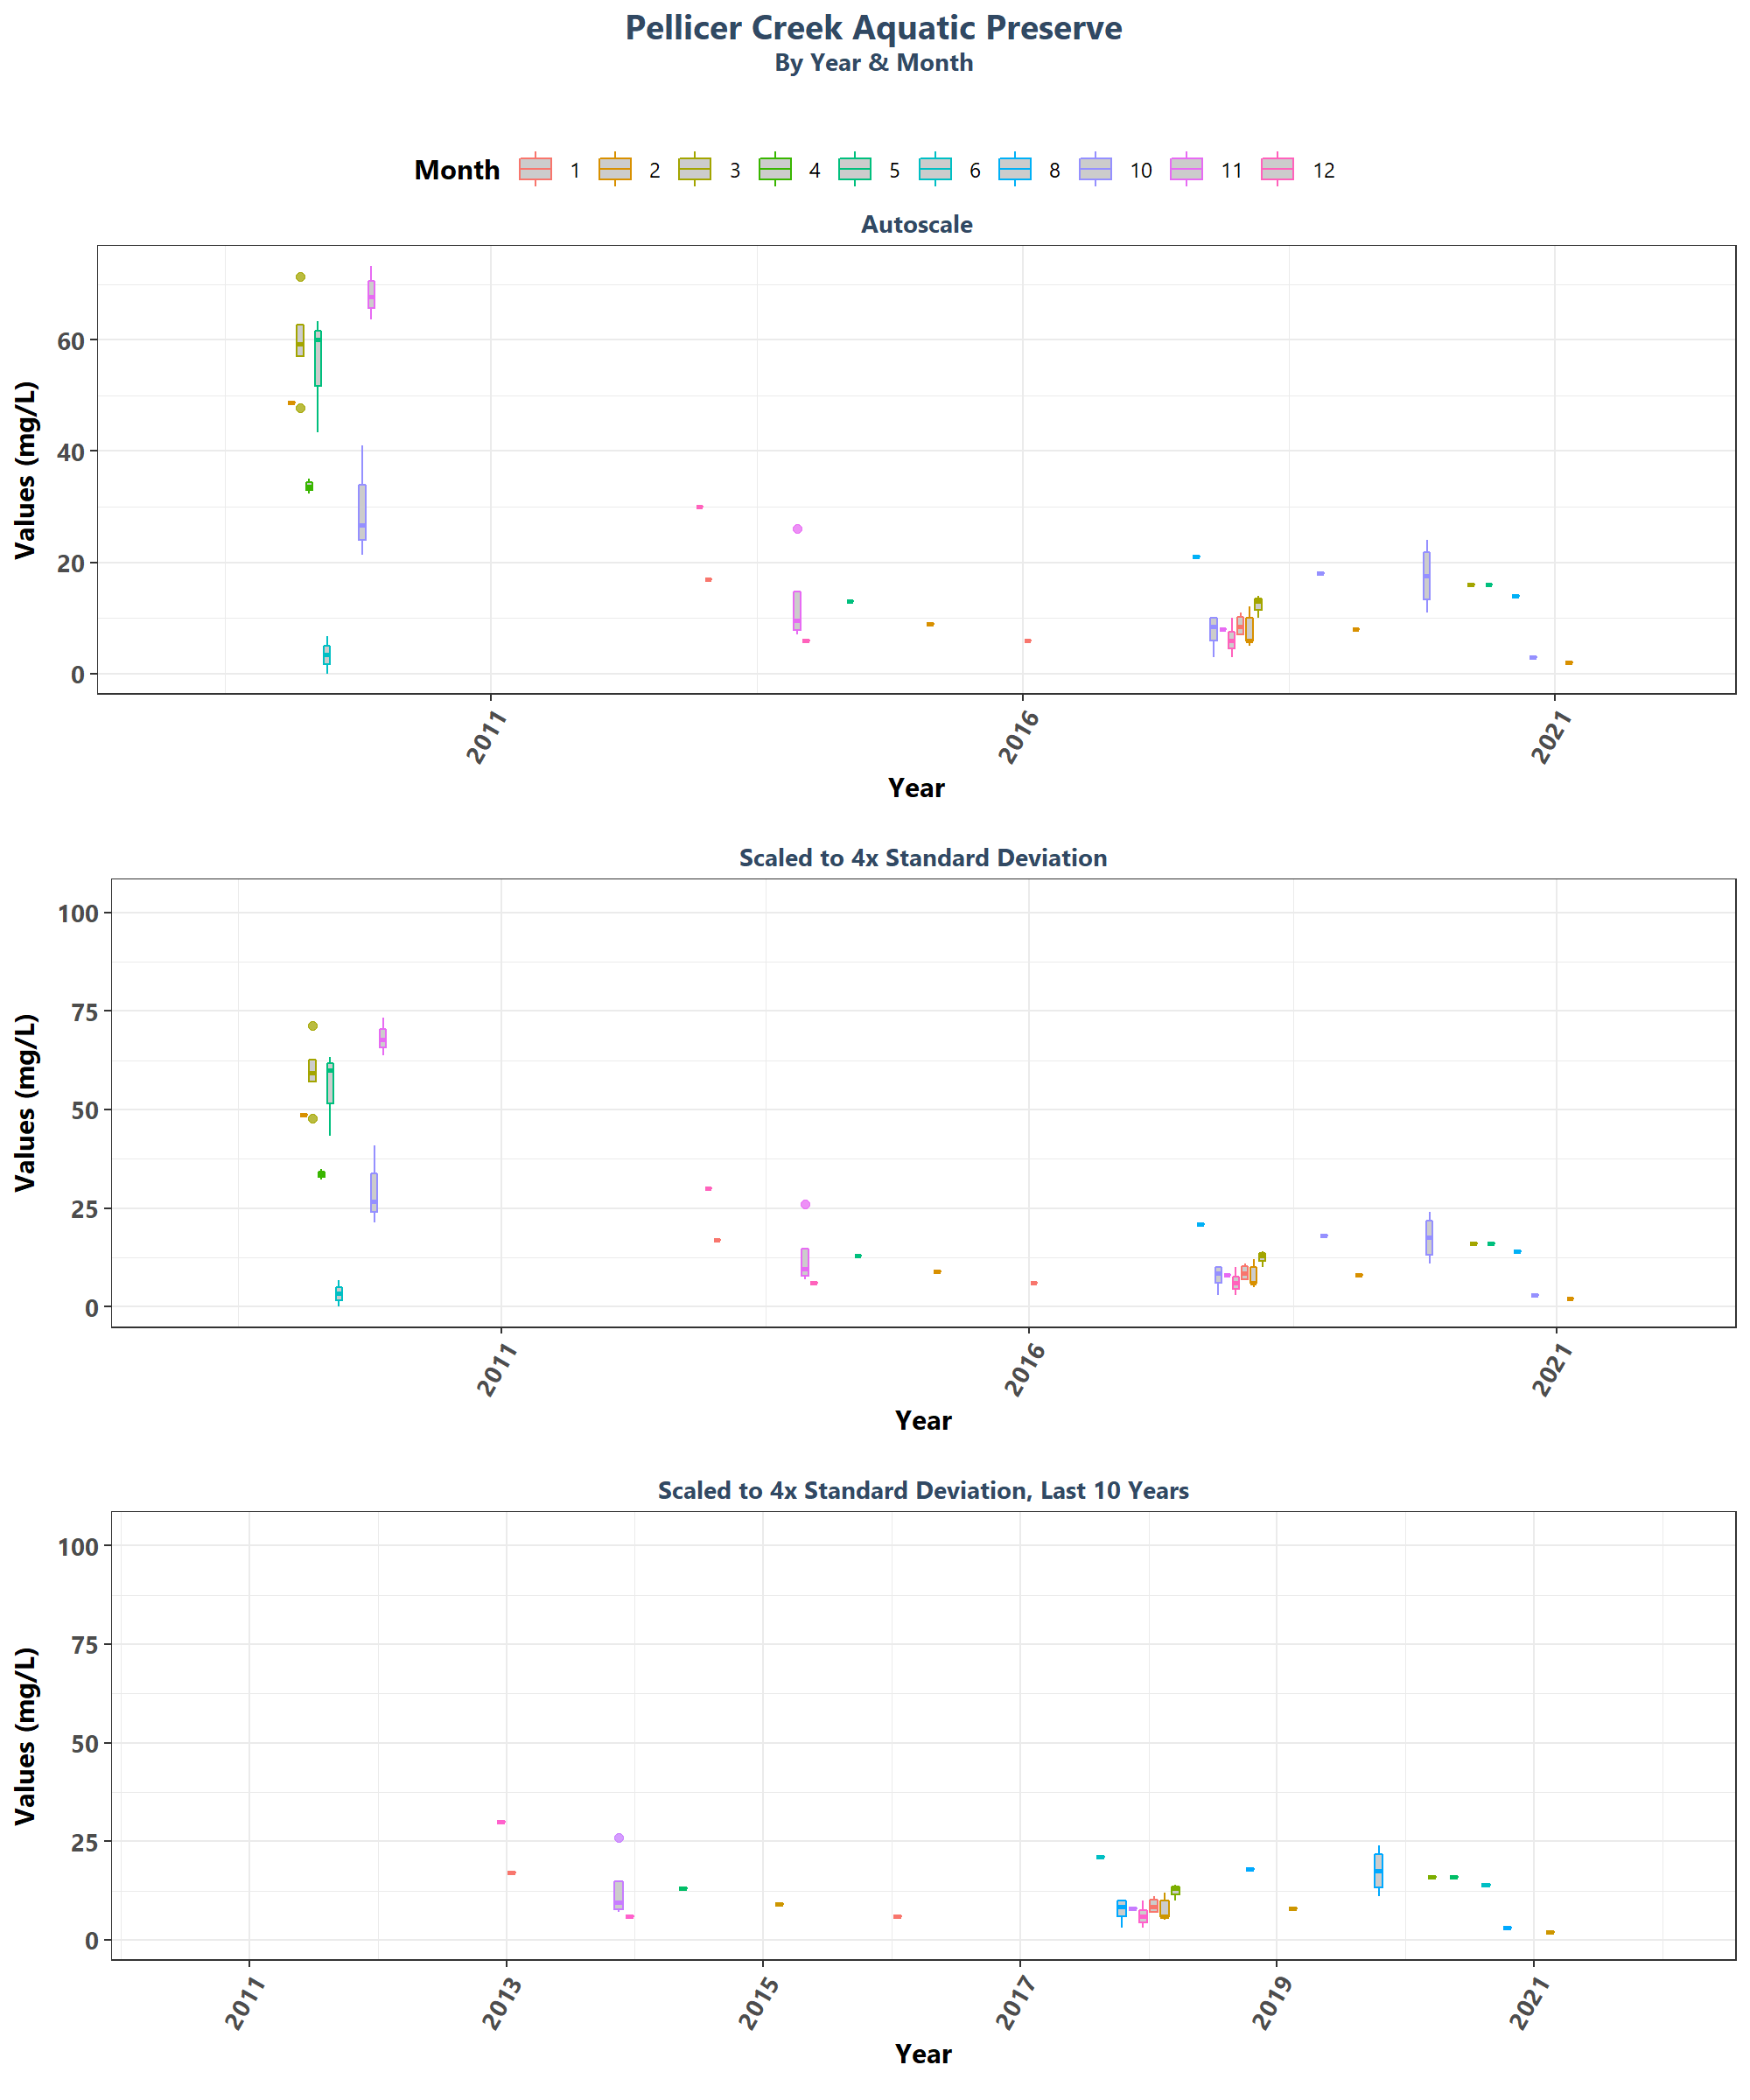 Pellicer Creek Aquatic Preserve
By Year & Month
Month 1 2 3 4 5 6 8 10 11 12
Autoscale
Values (mg/L)
60
40
20
0
2011 2016 2021
Year
Scaled to 4x Standard Deviation
Values (mg/L)
100
75
50
25
0
2011 2016 2021
Year
Scaled to 4x Standard Deviation, Last 10 Years
Values (mg/L)
100
75
50
25
0
2011 2013 2015 2017 2019 2021
Year